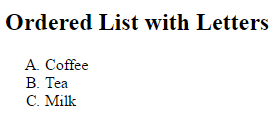 Ordered List with Letters
A. Coffee
B. Tea
C. Milk